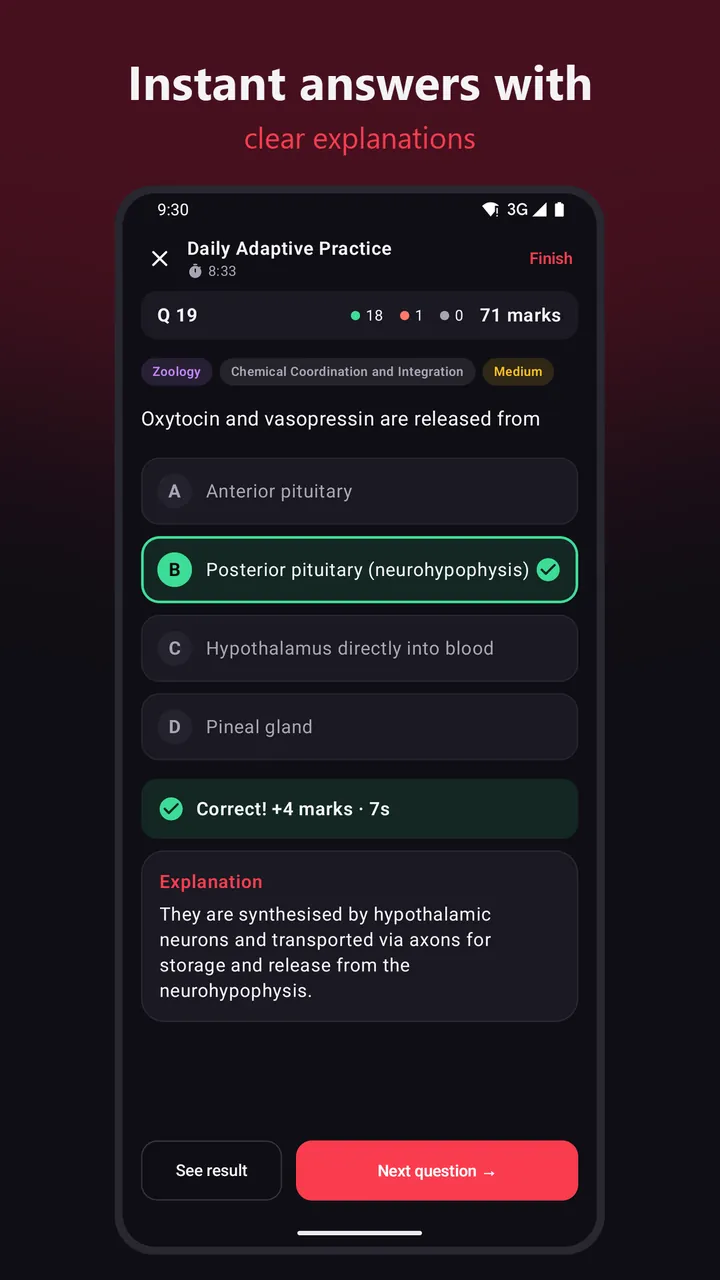 Instant answers with
clear explanations
9:30
3G
Daily Adaptive Practice
8:33
Finish
Q 19
18
1
0
71 marks
Zoology
Chemical Coordination and Integration
Medium
Oxytocin and vasopressin are released from
A
Anterior pituitary
B
Posterior pituitary (neurohypophysis)
C
Hypothalamus directly into blood
D
Pineal gland
Correct! +4 marks · 7s
Explanation
They are synthesised by hypothalamic
neurons and transported via axons for
storage and release from the
neurohypophysis.
See result
Next question →